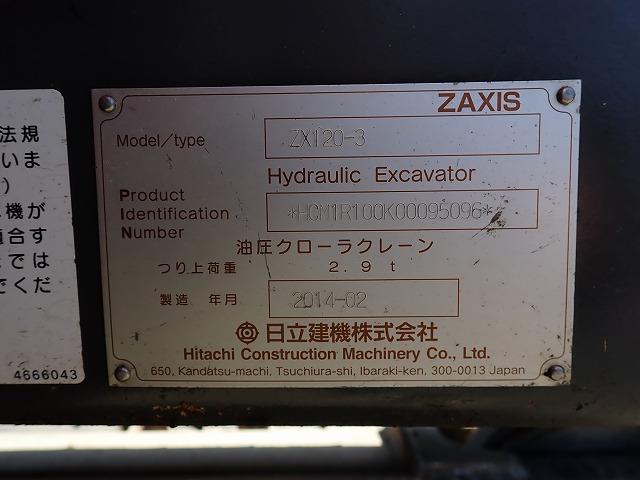 法規
いま
)
機が
適合す
では
でくだ
4666043
ZAXIS
Model/type ZX120-3
Hydraulic Excavator
Product
Identification
Number
*HCM1R100K00095096*
油圧クローラクレーン
つり上荷重 2.9 t
製造 年月 2014-02
日立建機株式会社
Hitachi Construction Machinery Co., Ltd.
650, Kandatsu-machi, Tsuchiura-shi, Ibaraki-ken, 300-0013 Japan